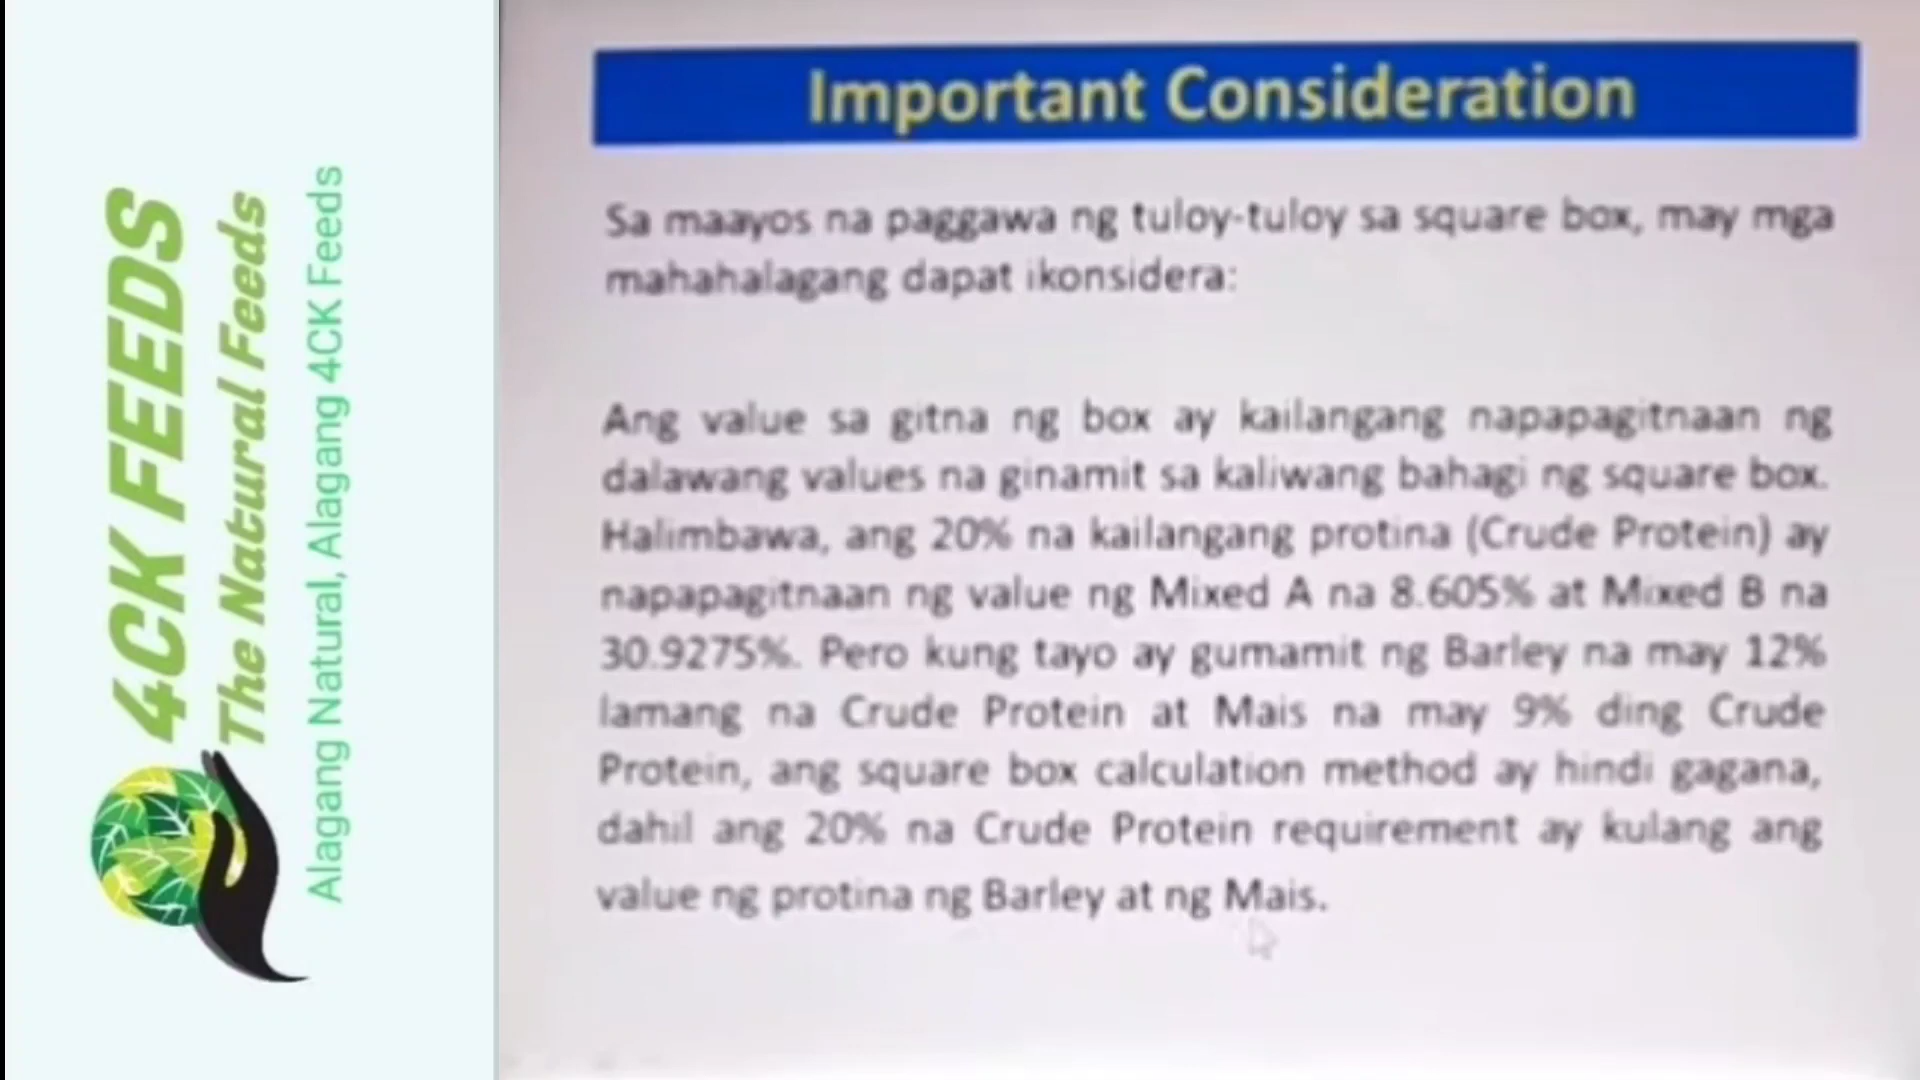 4CK FEEDS
The Natural Feeds
Alagang Natural, Alagang 4CK Feeds
Important Consideration
Sa maayos na paggawa ng tuloy-tuloy sa square box, may mga
mahahalagang dapat ikonsidera:
Ang value sa gitna ng box ay kailangang napapagitnaan ng
dalawang values na ginamit sa kaliwang bahagi ng square box.
Halimbawa, ang 20% na kailangang protina (Crude Protein) ay
napapagitnaan ng value ng Mixed A na 8.605% at Mixed B na
30.9275%. Pero kung tayo ay gumamit ng Barley na may 12%
lamang na Crude Protein at Mais na may 9% ding Crude
Protein, ang square box calculation method ay hindi gagana,
dahil ang 20% na Crude Protein requirement ay kulang ang
value ng protina ng Barley at ng Mais.